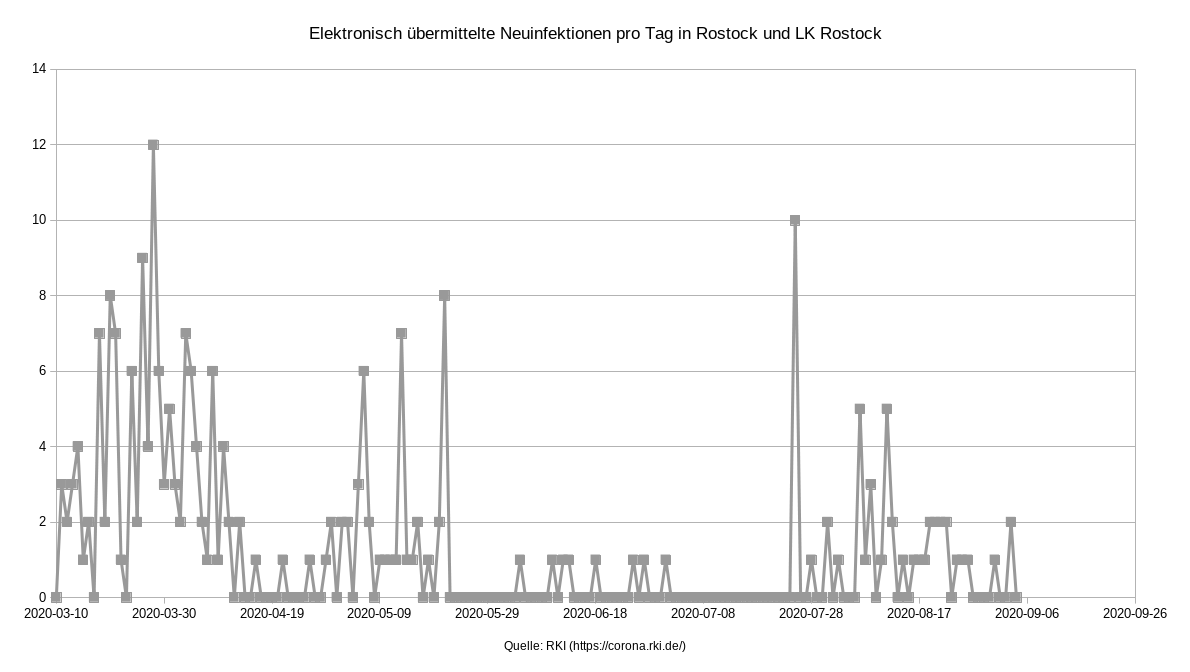 Elektronisch übermittelte Neuinfektionen pro Tag in Rostock und LK Rostock
14
12
10
8
6
4
2
0
2020-03-10 2020-03-30 2020-04-19 2020-05-09 2020-05-29 2020-06-18 2020-07-08 2020-07-28 2020-08-17 2020-09-06 2020-09-26
Quelle: RKI (https://corona.rki.de/)